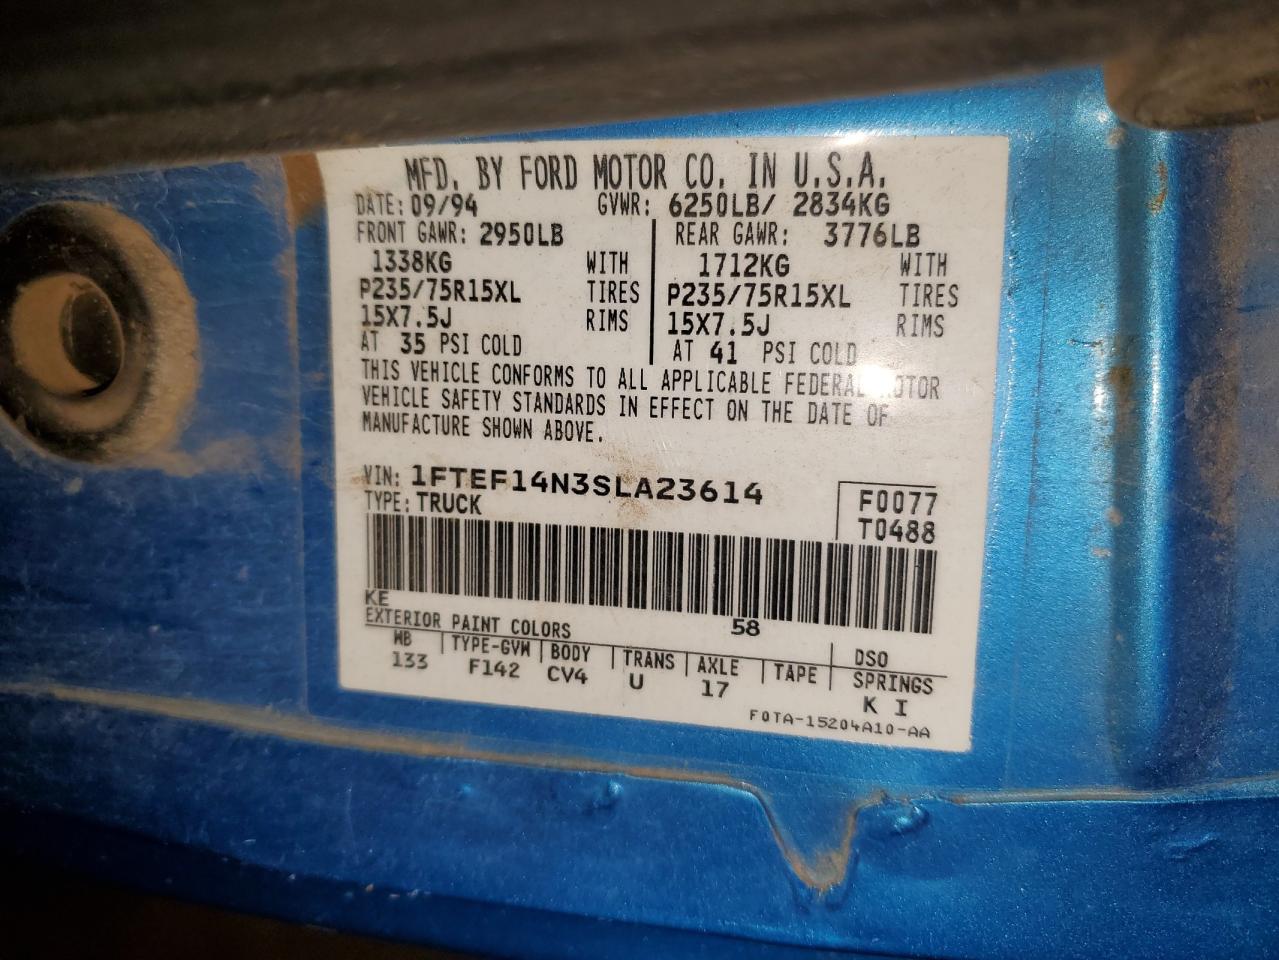 MFD. BY FORD MOTOR CO. IN U.S.A.
DATE: 09/94 GVWR: 6250LB/ 2834KG
FRONT GAWR: 2950LB REAR GAWR: 3776LB
1338KG WITH 1712KG WITH
P235/75R15XL TIRES P235/75R15XL TIRES
15X7.5J RIMS 15X7.5J RIMS
AT 35 PSI COLD AT 41 PSI COLD
THIS VEHICLE CONFORMS TO ALL APPLICABLE FEDERAL MOTOR
VEHICLE SAFETY STANDARDS IN EFFECT ON THE DATE OF
MANUFACTURE SHOWN ABOVE.
VIN: 1FTEF14N3SLA23614 F0077
TYPE: TRUCK T0488
KE 58
EXTERIOR PAINT COLORS DSO
WB TYPE-GVW BODY TRANS AXLE TAPE SPRINGS
133 F142 CV4 U 17 K I
F0TA-15204A10-AA